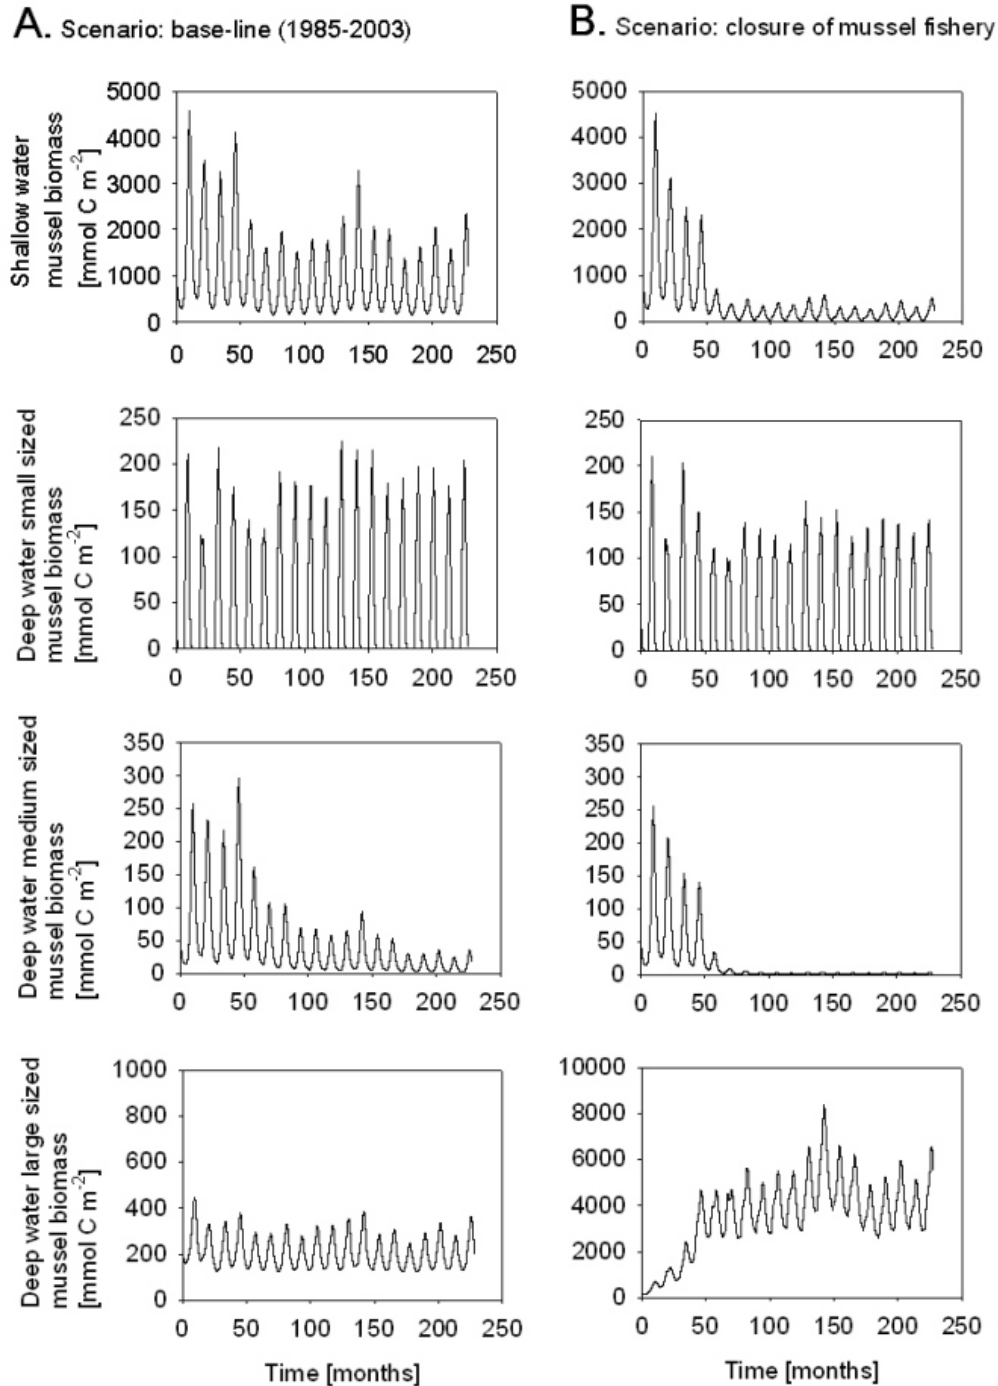 A. Scenario: base-line (1985-2003)
B. Scenario: closure of mussel fishery
Shallow water
mussel biomass
[mmol C m-2]
5000
4000
3000
2000
1000
0
0 50 100 150 200 250
5000
4000
3000
2000
1000
0
0 50 100 150 200 250
Deep water small sized
mussel biomass
[mmol C m-2]
250
200
150
100
50
0
0 50 100 150 200 250
250
200
150
100
50
0
0 50 100 150 200 250
Deep water medium sized
mussel biomass
[mmol C m-2]
350
300
250
200
150
100
50
0
0 50 100 150 200 250
350
300
250
200
150
100
50
0
0 50 100 150 200 250
Deep water large sized
mussel biomass
[mmol C m-2]
1000
800
600
400
200
0
0 50 100 150 200 250
Time [months]
10000
8000
6000
4000
2000
0
0 50 100 150 200 250
Time [months]